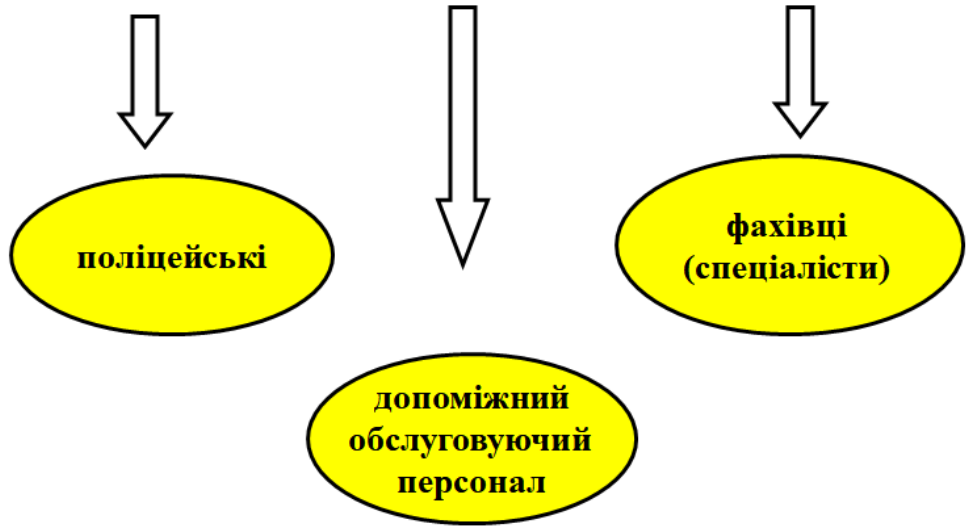 поліцейські
фахівці
(спеціалісти)
допоміжний
обслуговуючий
персонал